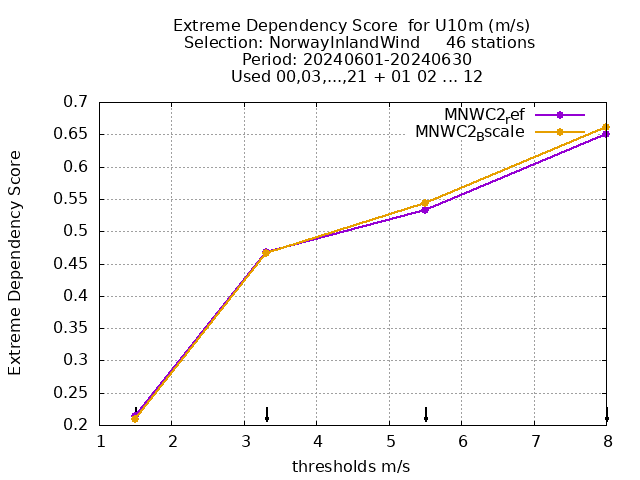 Extreme Dependency Score  for U10m (m/s)
Selection: NorwayInlandWind     46 stations
Period: 20240601-20240630
Used 00,03,...,21 + 01 02 ... 12
MNWC2ref
MNWC2Bscale
Extreme Dependency Score
0.7
0.65
0.6
0.55
0.5
0.45
0.4
0.35
0.3
0.25
0.2
1 2 3 4 5 6 7 8
thresholds m/s